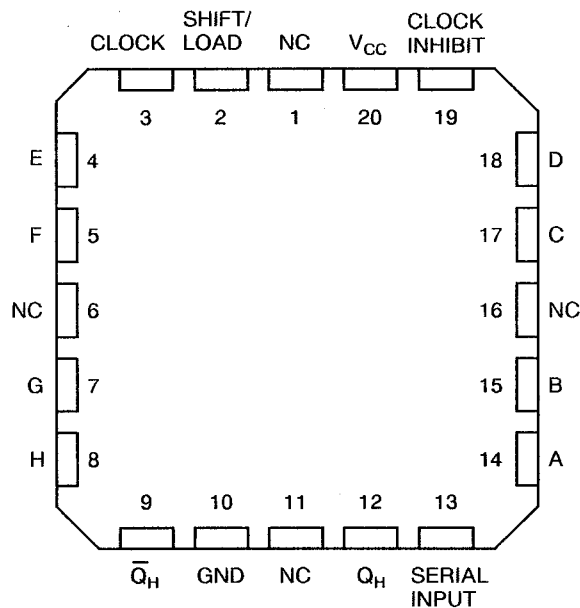 CLOCK SHIFT/ LOAD NC V_CC CLOCK INHIBIT
3 2 1 20 19
E 4 18 D
F 5 17 C
NC 6 16 NC
G 7 15 B
H 8 14 A
9 10 11 12 13
Q̅_H GND NC Q_H SERIAL INPUT